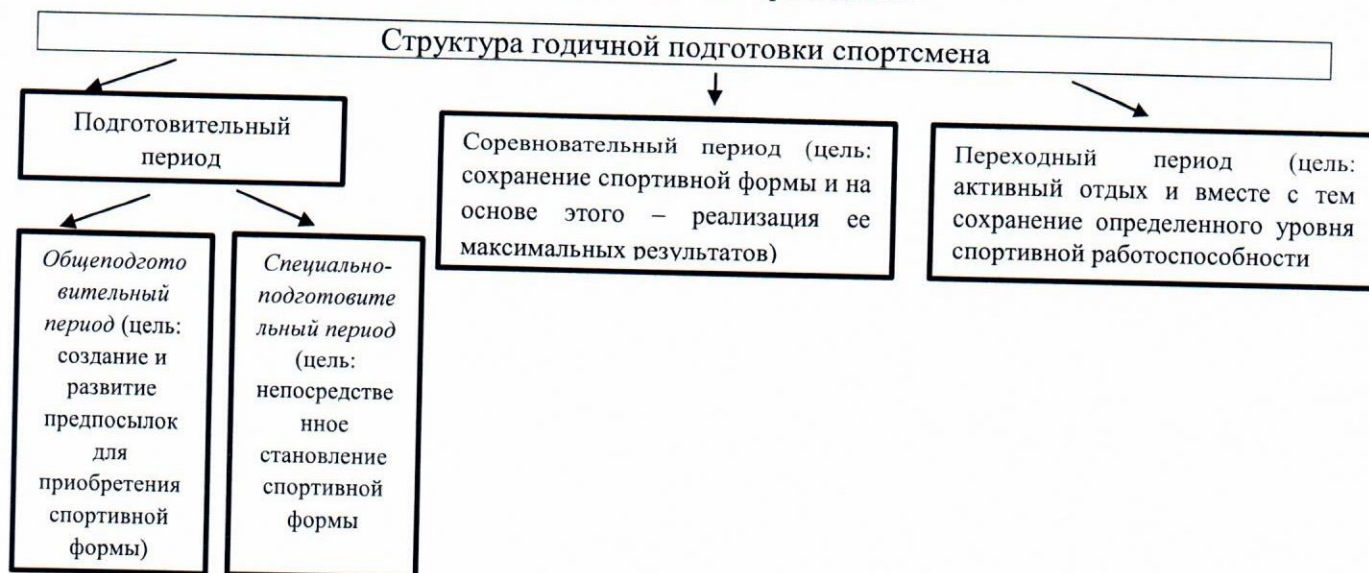 Структура годичной подготовки спортсмена
Подготовительный
период
Соревновательный период (цель:
сохранение спортивной формы и на
основе этого – реализация ее
максимальных результатов)
Переходный период (цель:
активный отдых и вместе с тем
сохранение определенного уровня
спортивной работоспособности
Общеподгото
вительный
период (цель:
создание и
развитие
предпосылок
для
приобретения
спортивной
формы)
Специально-
подготовите
льный период
(цель:
непосредстве
нное
становление
спортивной
формы